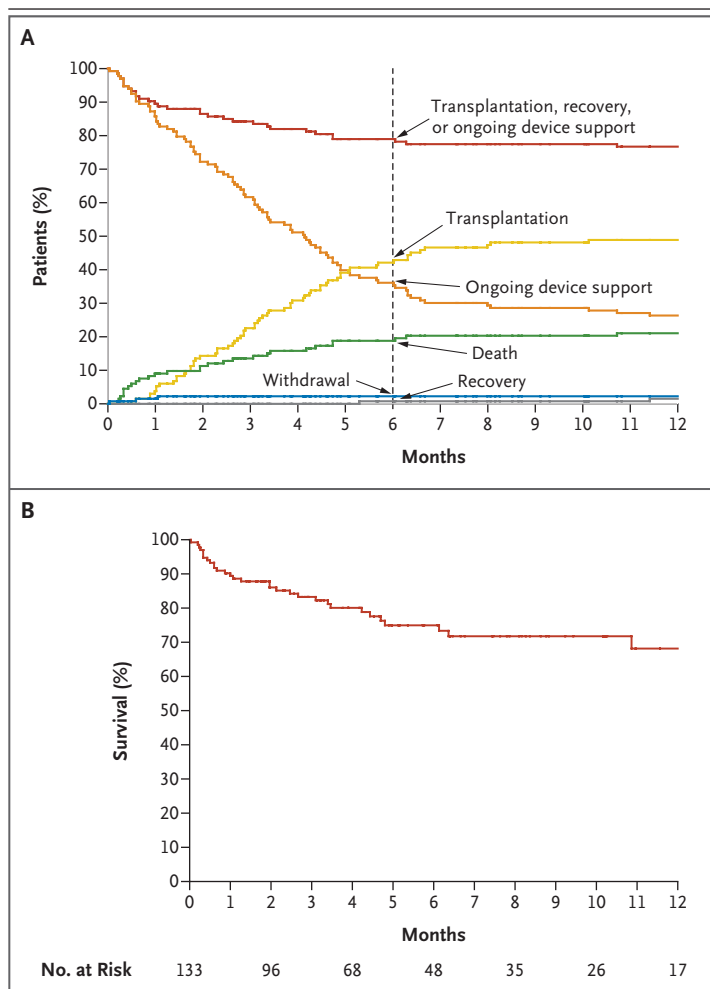 A
100
90
80
70
60
50
40
30
20
10
0
Patients (%)
Transplantation, recovery,
or ongoing device support
Transplantation
Ongoing device support
Death
Withdrawal
Recovery
0 1 2 3 4 5 6 7 8 9 10 11 12
Months
B
100
90
80
70
60
50
40
30
20
10
0
Survival (%)
0 1 2 3 4 5 6 7 8 9 10 11 12
Months
No. at Risk 133 96 68 48 35 26 17